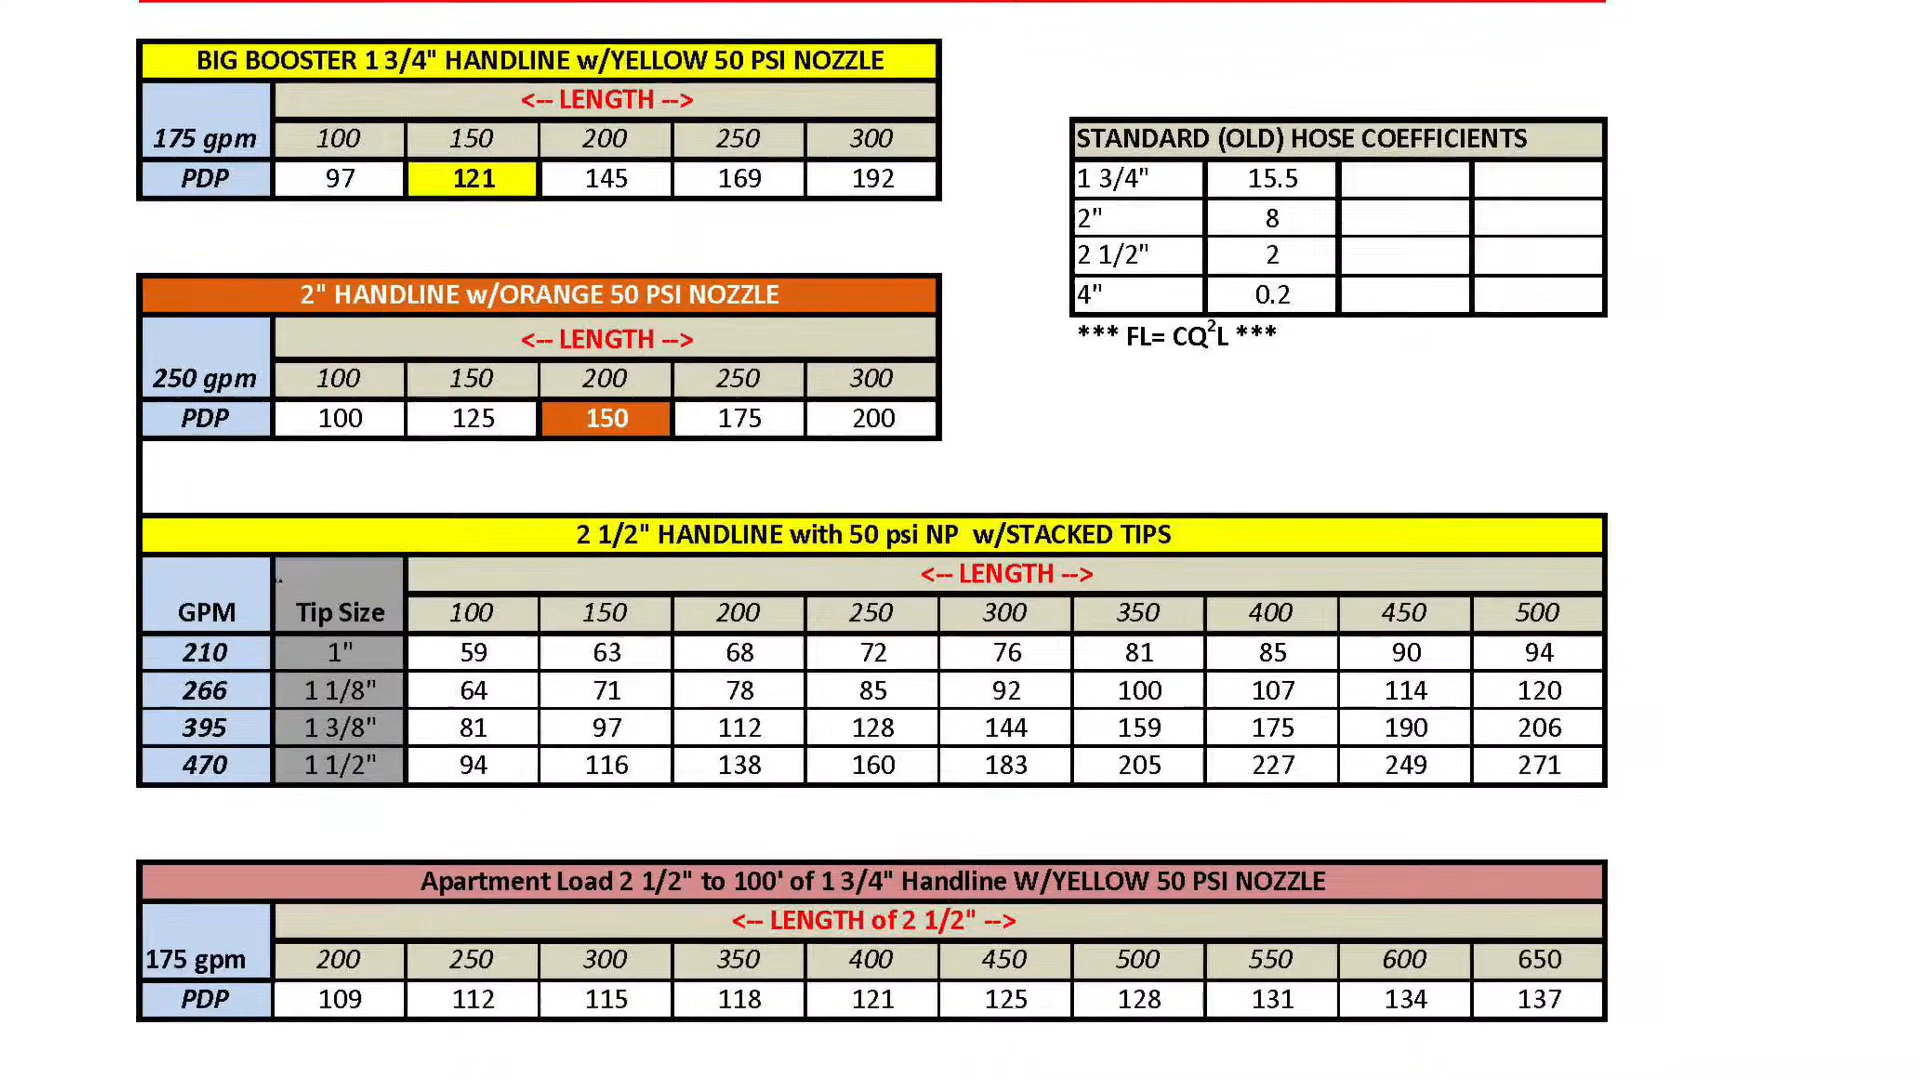 BIG BOOSTER 1 3/4" HANDLINE w/YELLOW 50 PSI NOZZLE
<-- LENGTH -->
175 gpm 100 150 200 250 300
PDP 97 121 145 169 192
STANDARD (OLD) HOSE COEFFICIENTS
1 3/4" 15.5
2" 8
2 1/2" 2
4" 0.2
*** FL= CQ²L ***
2" HANDLINE w/ORANGE 50 PSI NOZZLE
<-- LENGTH -->
250 gpm 100 150 200 250 300
PDP 100 125 150 175 200
2 1/2" HANDLINE with 50 psi NP w/STACKED TIPS
<-- LENGTH -->
GPM Tip Size 100 150 200 250 300 350 400 450 500
210 1" 59 63 68 72 76 81 85 90 94
266 1 1/8" 64 71 78 85 92 100 107 114 120
395 1 3/8" 81 97 112 128 144 159 175 190 206
470 1 1/2" 94 116 138 160 183 205 227 249 271
Apartment Load 2 1/2" to 100' of 1 3/4" Handline W/YELLOW 50 PSI NOZZLE
<-- LENGTH of 2 1/2" -->
175 gpm 200 250 300 350 400 450 500 550 600 650
PDP 109 112 115 118 121 125 128 131 134 137